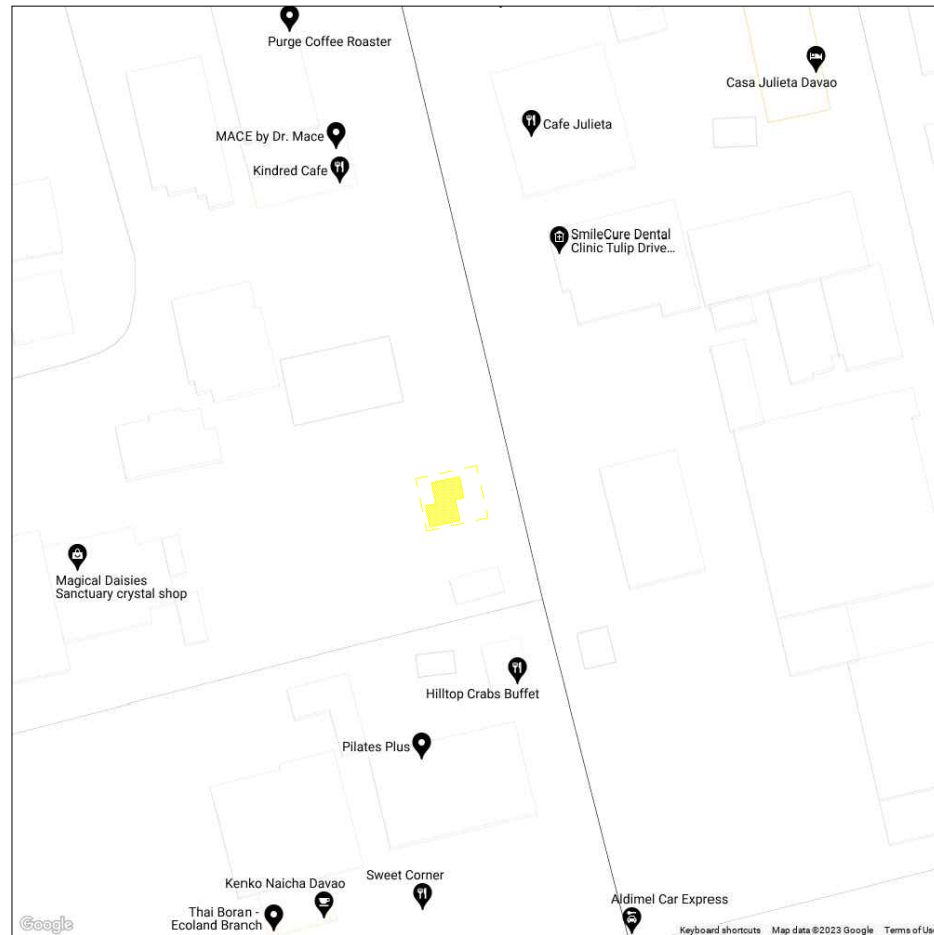 Purge Coffee Roaster
Casa Julieta Davao
Cafe Julieta
MACE by Dr. Mace
Kindred Cafe
SmileCure Dental
Clinic Tulip Drive...
Magical Daisies
Sanctuary crystal shop
Hilltop Crabs Buffet
Pilates Plus
Sweet Corner
Kenko Naicha Davao
Aldimel Car Express
Thai Boran -
Ecoland Branch
Google
Keyboard shortcuts Map data ©2023 Google Terms of Us